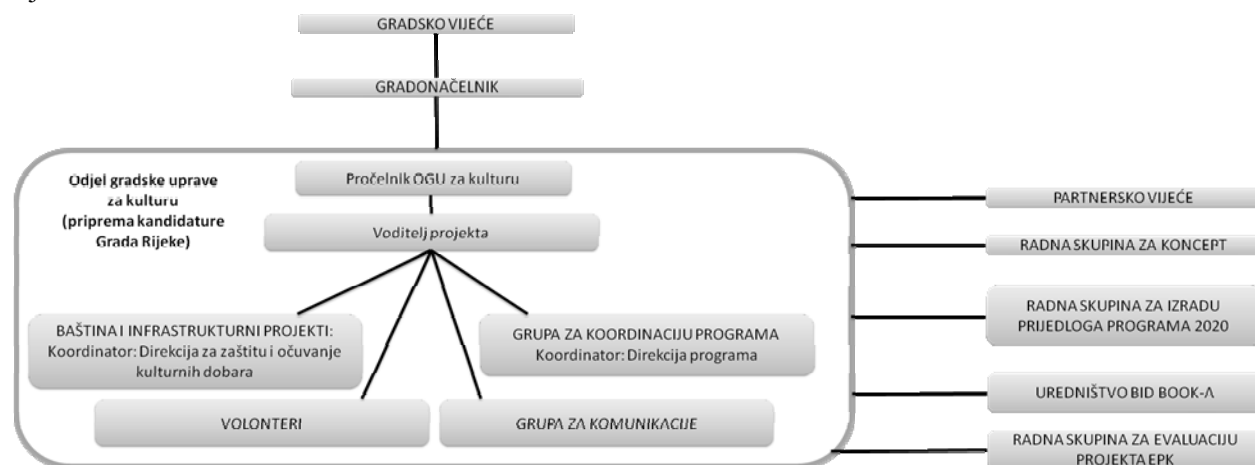 GRADSKO VIJEĆE
GRADONAČELNIK
Odjel gradske uprave
za kulturu
(priprema kandidature
Grada Rijeke)
Pročelnik OGU za kulturu
Voditelj projekta
BAŠTINA I INFRASTRUKTURNI PROJEKTI:
Koordinator: Direkcija za zaštitu i očuvanje
kulturnih dobara
GRUPA ZA KOORDINACIJU PROGRAMA
Koordinator: Direkcija programa
VOLONTERI
GRUPA ZA KOMUNIKACIJE
PARTNERSKO VIJEĆE
RADNA SKUPINA ZA KONCEPT
RADNA SKUPINA ZA IZRADU
PRIJEDLOGA PROGRAMA 2020
UREDNIŠTVO BID BOOK-A
RADNA SKUPINA ZA EVALUACIJU
PROJEKTA EPK